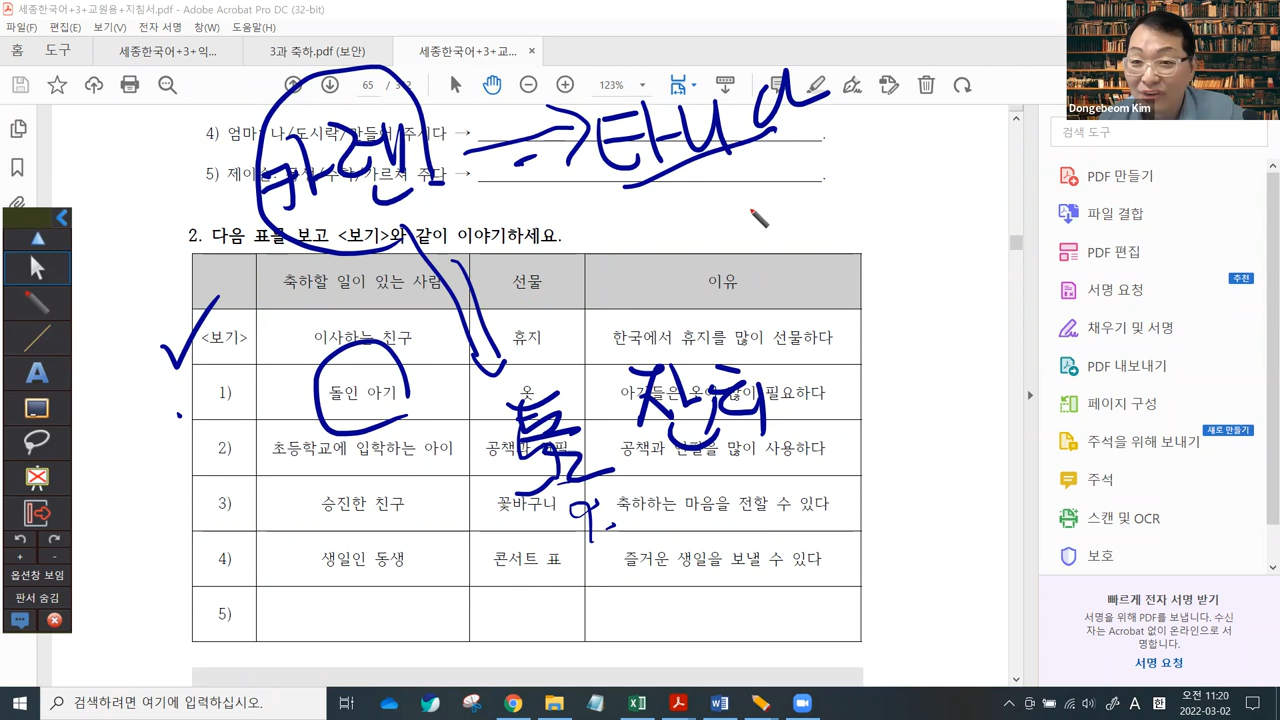 세종한국어+3+교원용+지침서.pdf - Adobe Acrobat Pro DC (32-bit)
파일(F) 편집(E) 보기(V) 전자 서명 창(W) 도움말(H)
홈 도구 세종한국어+3+익... 3과 축하.pdf (보안) 세종한국어+3+교... ×
65 123%
Dongebeom Kim
검색 도구
4) 엄마 나/도시락/만들어 주시다 →
5) 제이슨
가르쳐 주다 →
2. 다음 표를 보고 <보기>와 같이 이야기하세요.
축하할 일이 있는 사람 선물 이유
<보기> 이사하는 친구 휴지 한국에서 휴지를 많이 선물하다
1) 돌인 아기 옷 아기들은 옷이 많이 필요하다
2) 초등학교에 입학하는 아이 공책과 연필 공책과 연필을 많이 사용하다
3) 승진한 친구 꽃바구니 축하하는 마음을 전할 수 있다
4) 생일인 동생 콘서트 표 즐거운 생일을 보낼 수 있다
5)
잔치
PDF 만들기
파일 결합
PDF 편집
서명 요청 추천
채우기 및 서명
PDF 내보내기
페이지 구성
주석을 위해 보내기 새로 만들기
주석
스캔 및 OCR
보호
빠르게 전자 서명 받기
서명을 위해 PDF를 보냅니다. 수신
자는 Acrobat 없이 온라인으로 서
명합니다.
서명 요청
A
옵션창 보임
판서 숨김
검색하려면 여기에 입력하십시오.
A 한
오전 11:20
2022-03-02